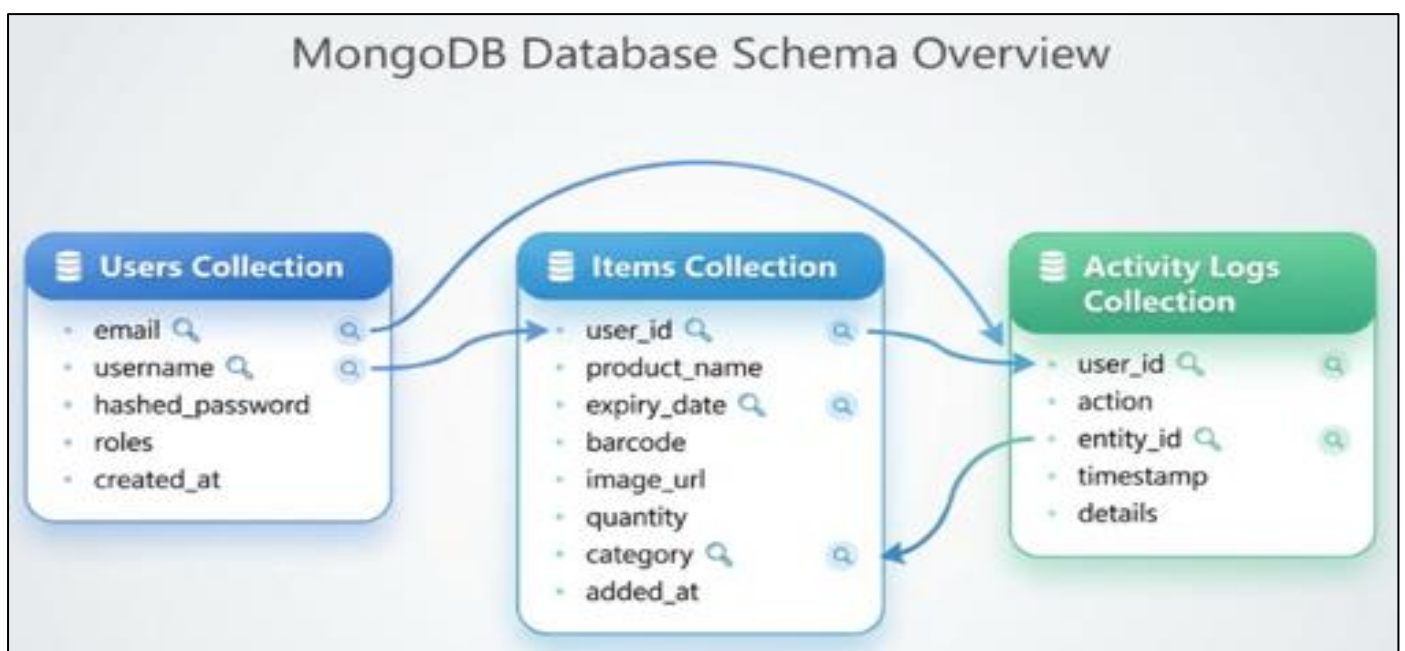 MongoDB Database Schema Overview
Users Collection
email
username
hashed_password
roles
created_at
Items Collection
user_id
product_name
expiry_date
barcode
image_url
quantity
category
added_at
Activity Logs
Collection
user_id
action
entity_id
timestamp
details